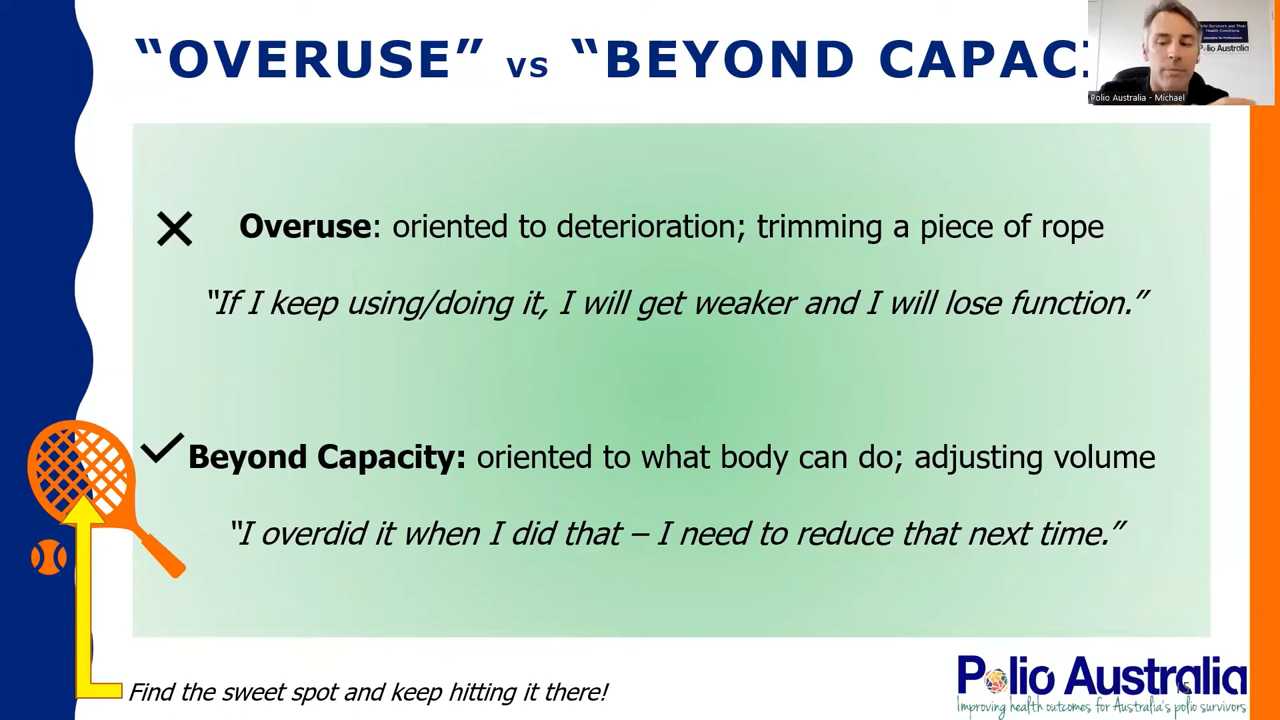 “OVERUSE” vs “BEYOND CAPACI
Polio Australia
Polio Australia - Michael
Overuse: oriented to deterioration; trimming a piece of rope
“If I keep using/doing it, I will get weaker and I will lose function.”
Beyond Capacity: oriented to what body can do; adjusting volume
“I overdid it when I did that – I need to reduce that next time.”
Find the sweet spot and keep hitting it there!
Polio Australia
Improving health outcomes for Australia's polio survivors